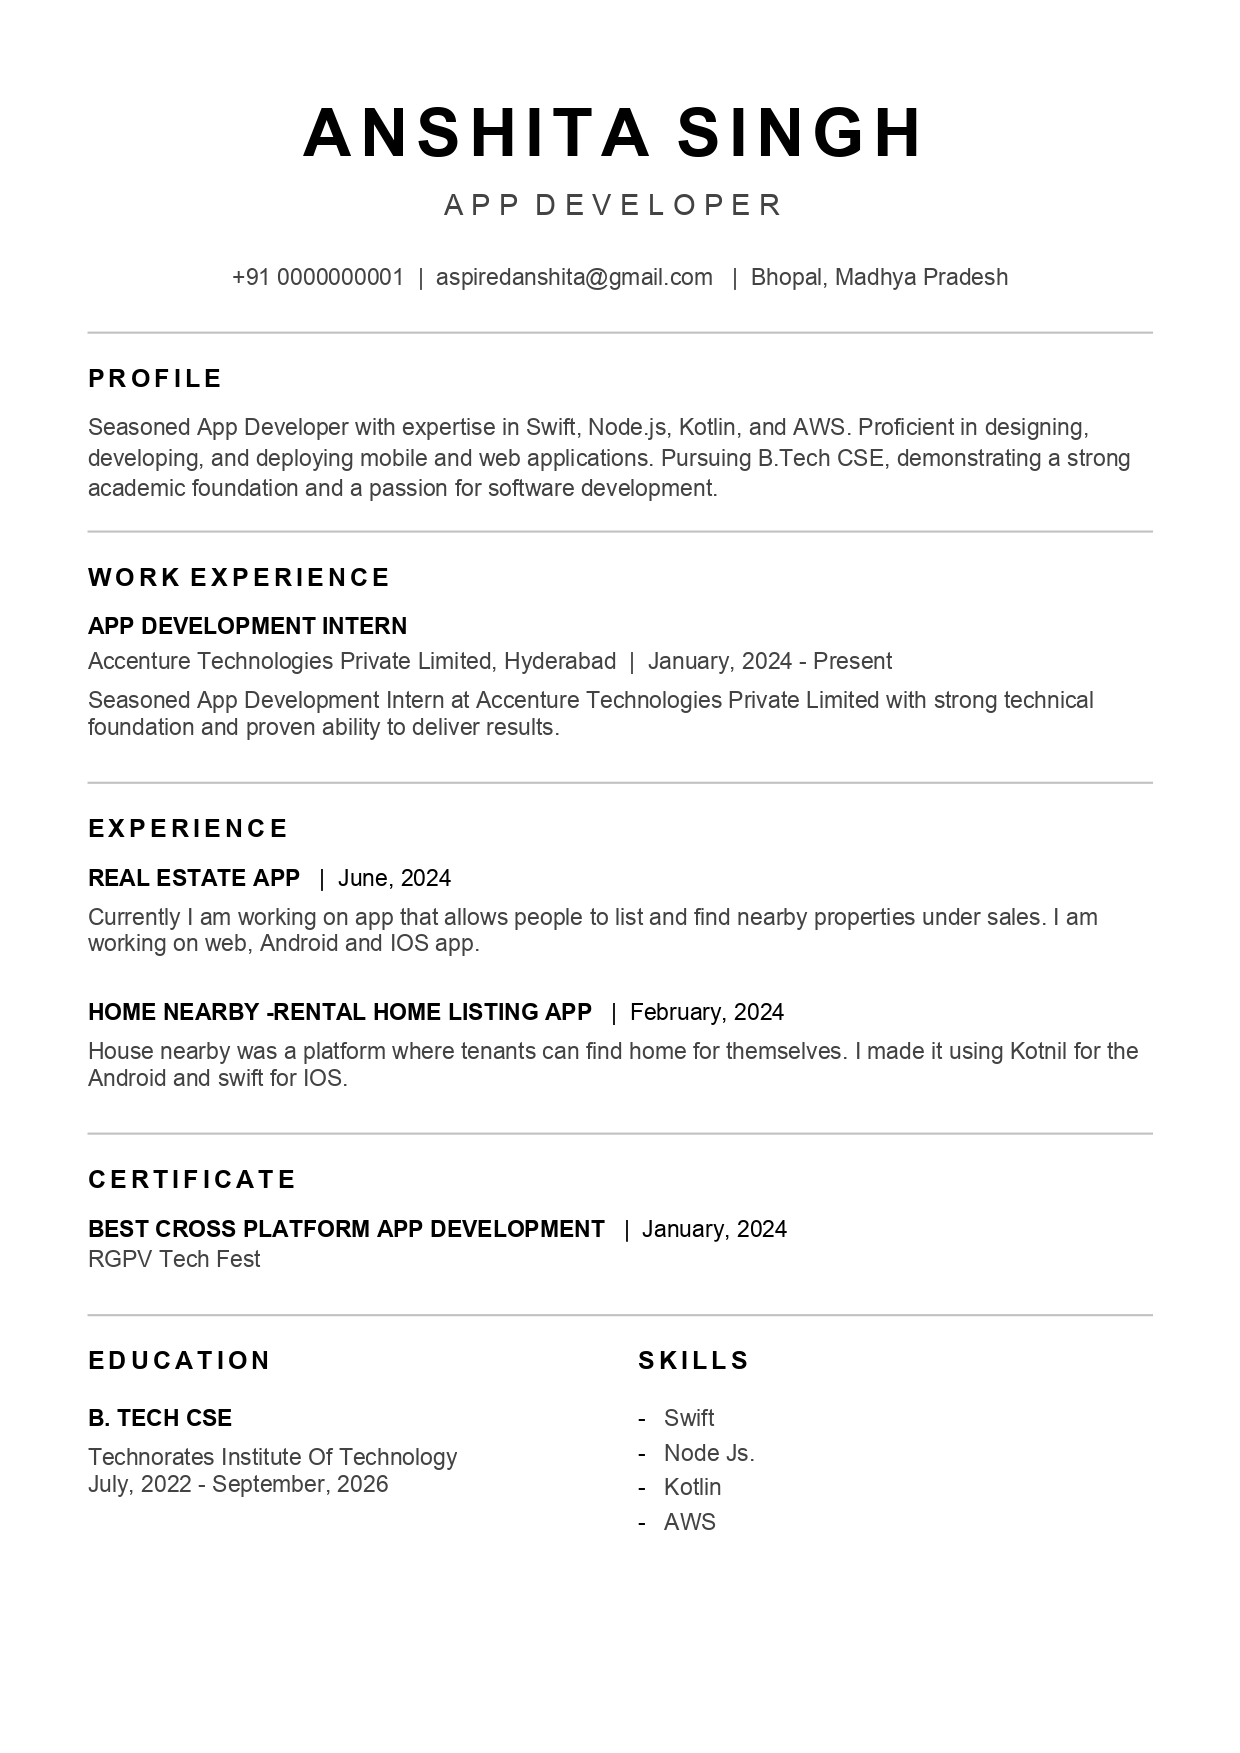 ANSHITA SINGH
APP DEVELOPER
+91 0000000001 | aspiredanshita@gmail.com | Bhopal, Madhya Pradesh
PROFILE
Seasoned App Developer with expertise in Swift, Node.js, Kotlin, and AWS. Proficient in designing,
developing, and deploying mobile and web applications. Pursuing B.Tech CSE, demonstrating a strong
academic foundation and a passion for software development.
WORK EXPERIENCE
APP DEVELOPMENT INTERN
Accenture Technologies Private Limited, Hyderabad | January, 2024 - Present
Seasoned App Development Intern at Accenture Technologies Private Limited with strong technical
foundation and proven ability to deliver results.
EXPERIENCE
REAL ESTATE APP | June, 2024
Currently I am working on app that allows people to list and find nearby properties under sales. I am
working on web, Android and IOS app.
HOME NEARBY -RENTAL HOME LISTING APP | February, 2024
House nearby was a platform where tenants can find home for themselves. I made it using Kotnil for the
Android and swift for IOS.
CERTIFICATE
BEST CROSS PLATFORM APP DEVELOPMENT | January, 2024
RGPV Tech Fest
EDUCATION
B. TECH CSE
Technorates Institute Of Technology
July, 2022 - September, 2026
SKILLS
- Swift
- Node Js.
- Kotlin
- AWS